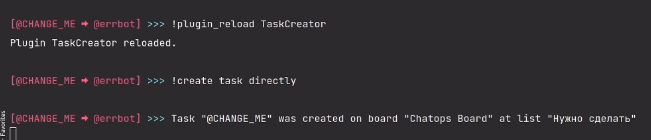 [@CHANGE_ME ➡ @errbot] >>> !plugin_reload TaskCreator
Plugin TaskCreator reloaded.
[@CHANGE_ME ➡ @errbot] >>> !create task directly
[@CHANGE_ME ➡ @errbot] >>> Task "@CHANGE_ME" was created on board "Chatops Board" at list "Нужно сделать"
Favorites